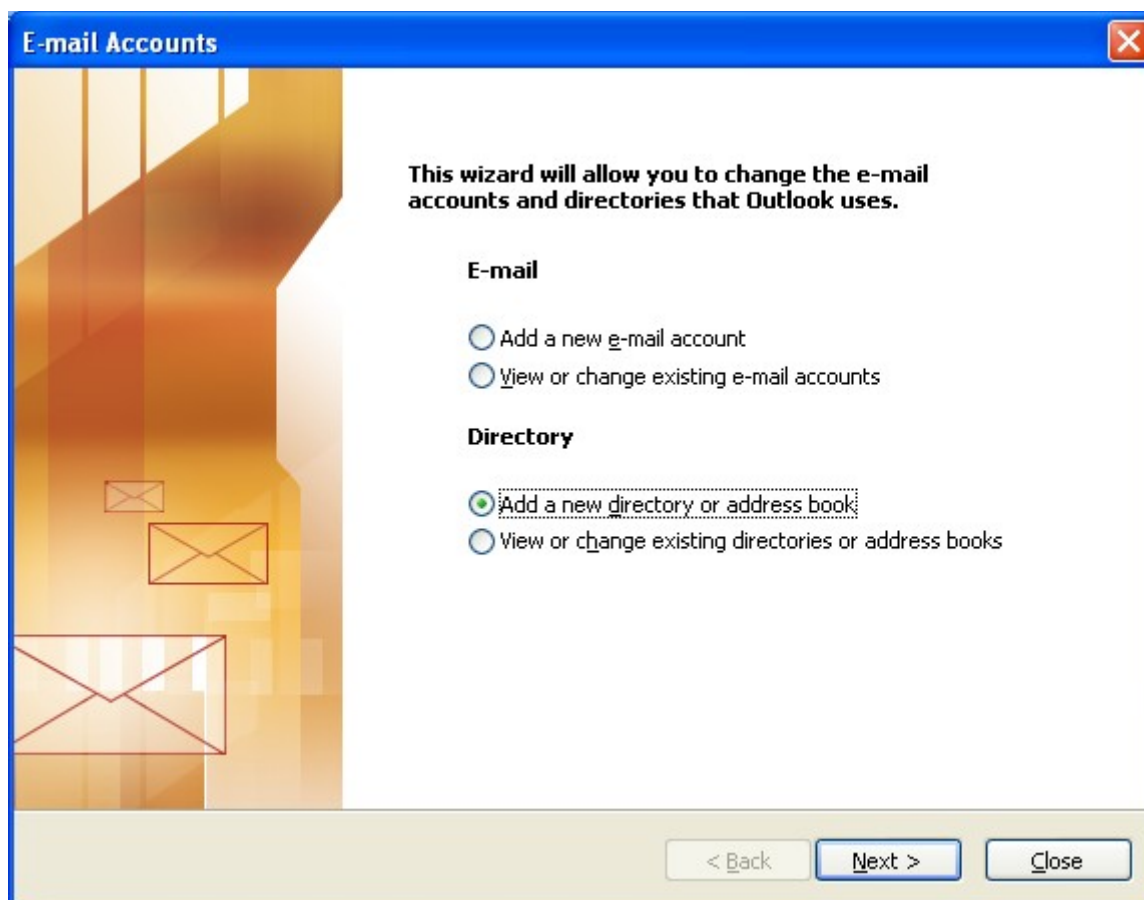 E-mail Accounts
This wizard will allow you to change the e-mail
accounts and directories that Outlook uses.
E-mail
Add a new e-mail account
View or change existing e-mail accounts
Directory
Add a new directory or address book
View or change existing directories or address books
< Back
Next >
Close